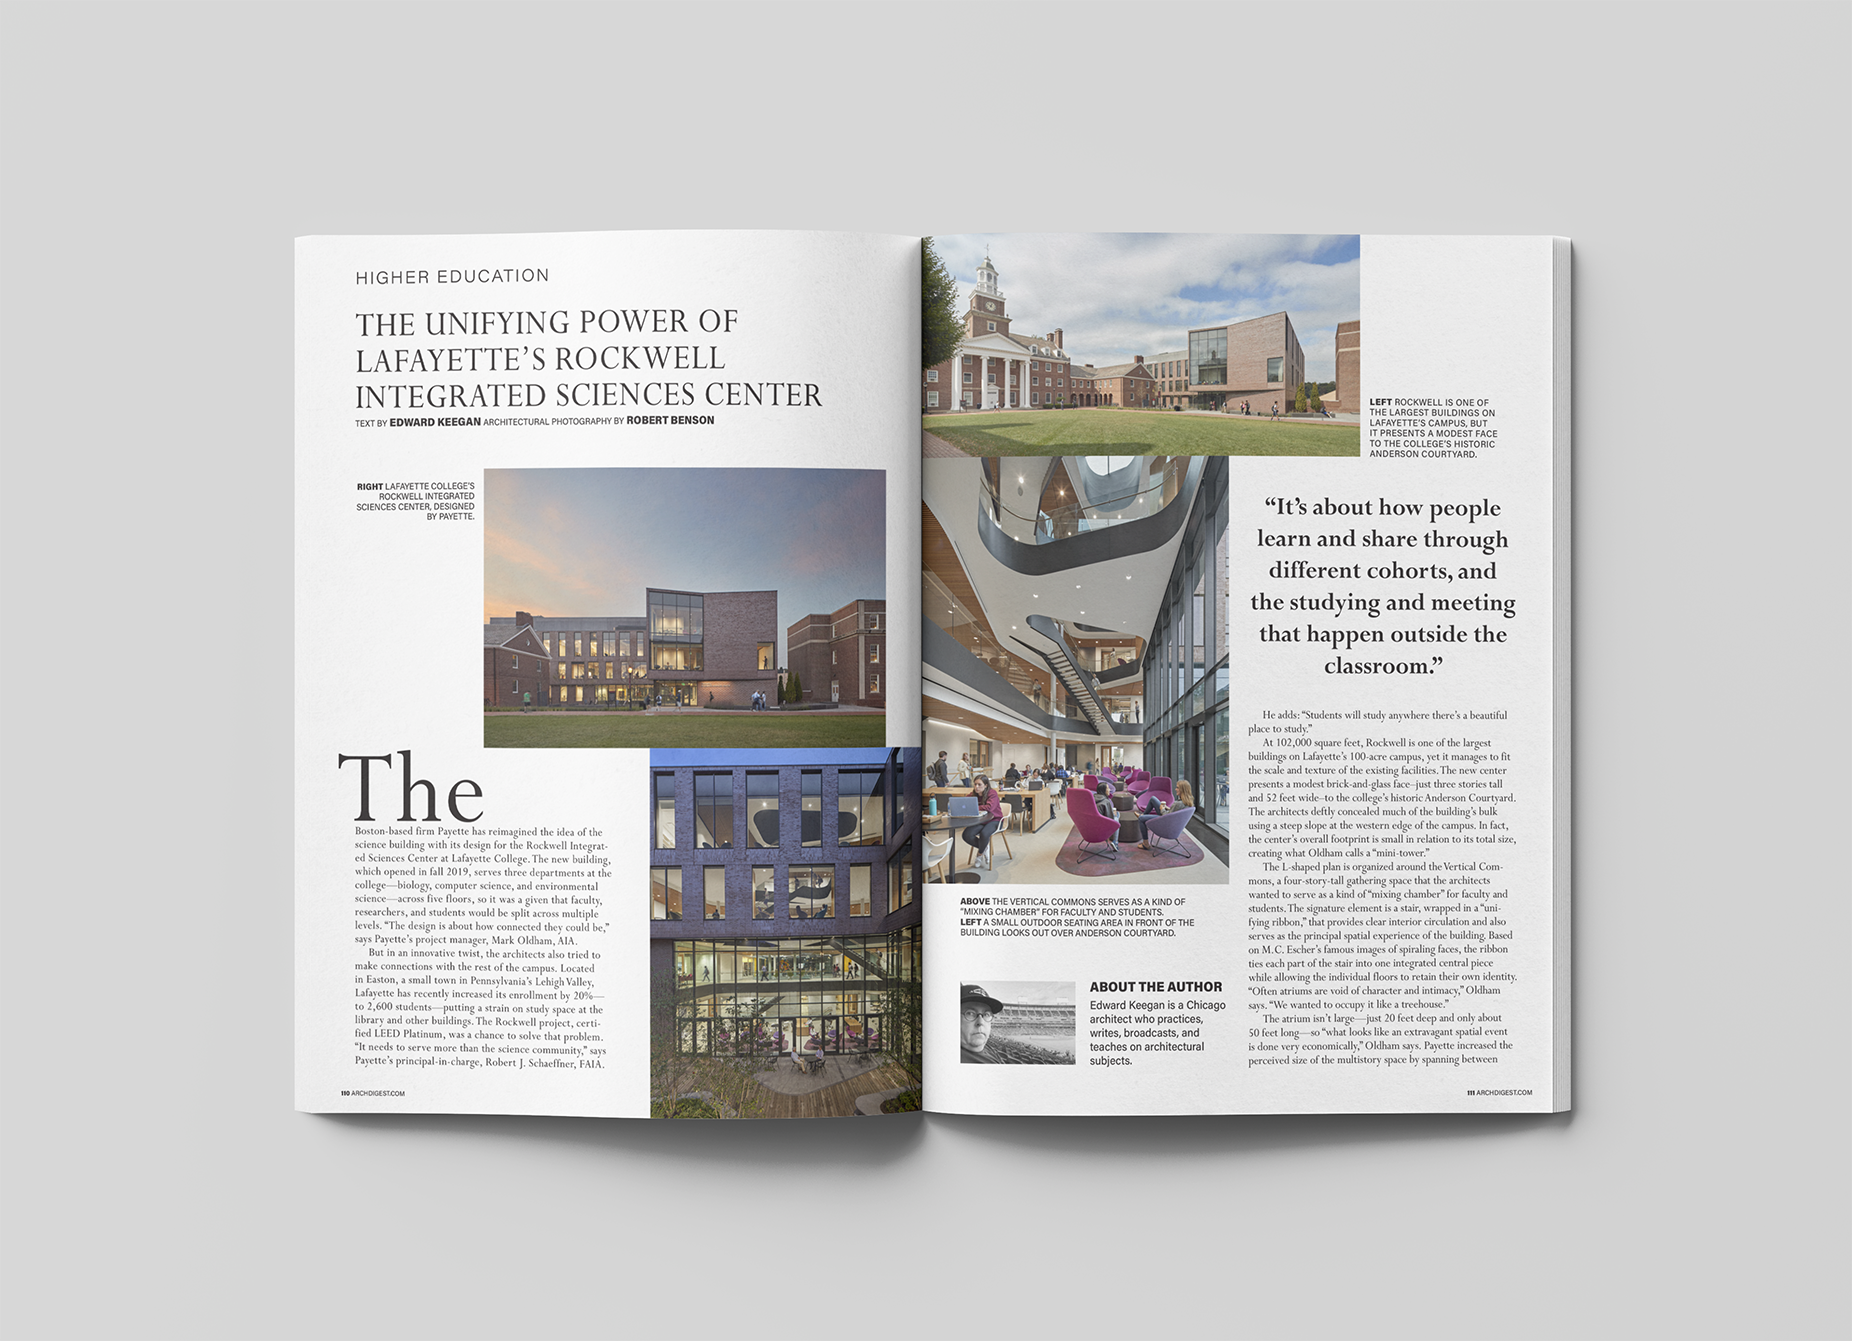 HIGHER EDUCATION
THE UNIFYING POWER OF
LAFAYETTE'S ROCKWELL
INTEGRATED SCIENCES CENTER
TEXT BY EDWARD KEEGAN ARCHITECTURAL PHOTOGRAPHY BY ROBERT BENSON
RIGHT LAFAYETTE COLLEGE'S
ROCKWELL INTEGRATED
SCIENCES CENTER, DESIGNED
BY PAYETTE.
The
Boston-based firm Payette has reimagined the idea of the
science building with its design for the Rockwell Integrat-
ed Sciences Center at Lafayette College. The new building,
which opened in fall 2019, serves three departments at the
college—biology, computer science, and environmental
science—across five floors, so it was a given that faculty,
researchers, and students would be split across multiple
levels. “The design is about how connected they could be,”
says Payette's project manager, Mark Oldham, AIA.
But in an innovative twist, the architects also tried to
make connections with the rest of the campus. Located
in Easton, a small town in Pennsylvania's Lehigh Valley,
Lafayette has recently increased its enrollment by 20%—
to 2,600 students—putting a strain on study space at the
library and other buildings. The Rockwell project, certi-
fied LEED Platinum, was a chance to solve that problem.
“It needs to serve more than the science community,” says
Payette's principal-in-charge, Robert J. Schaeffner, FAIA.
110 ARCHDIGEST.COM
LEFT ROCKWELL IS ONE OF
THE LARGEST BUILDINGS ON
LAFAYETTE'S CAMPUS, BUT
IT PRESENTS A MODEST FACE
TO THE COLLEGE'S HISTORIC
ANDERSON COURTYARD.
“It's about how people
learn and share through
different cohorts, and
the studying and meeting
that happen outside the
classroom.”
ABOVE THE VERTICAL COMMONS SERVES AS A KIND OF
“MIXING CHAMBER” FOR FACULTY AND STUDENTS.
LEFT A SMALL OUTDOOR SEATING AREA IN FRONT OF THE
BUILDING LOOKS OUT OVER ANDERSON COURTYARD.
ABOUT THE AUTHOR
Edward Keegan is a Chicago
architect who practices,
writes, broadcasts, and
teaches on architectural
subjects.
He adds: “Students will study anywhere there's a beautiful
place to study.”
At 102,000 square feet, Rockwell is one of the largest
buildings on Lafayette's 100-acre campus, yet it manages to fit
the scale and texture of the existing facilities. The new center
presents a modest brick-and-glass face–just three stories tall
and 52 feet wide–to the college's historic Anderson Courtyard.
The architects deftly concealed much of the building's bulk
using a steep slope at the western edge of the campus. In fact,
the center's overall footprint is small in relation to its total size,
creating what Oldham calls a “mini-tower.”
The L-shaped plan is organized around the Vertical Com-
mons, a four-story-tall gathering space that the architects
wanted to serve as a kind of “mixing chamber” for faculty and
students. The signature element is a stair, wrapped in a “uni-
fying ribbon,” that provides clear interior circulation and also
serves as the principal spatial experience of the building. Based
on M.C. Escher's famous images of spiraling faces, the ribbon
ties each part of the stair into one integrated central piece
while allowing the individual floors to retain their own identity.
“Often atriums are void of character and intimacy,” Oldham
says. “We wanted to occupy it like a treehouse.”
The atrium isn't large—just 20 feet deep and only about
50 feet long—so “what looks like an extravagant spatial event
is done very economically,” Oldham says. Payette increased the
perceived size of the multistory space by spanning between
111 ARCHDIGEST.COM